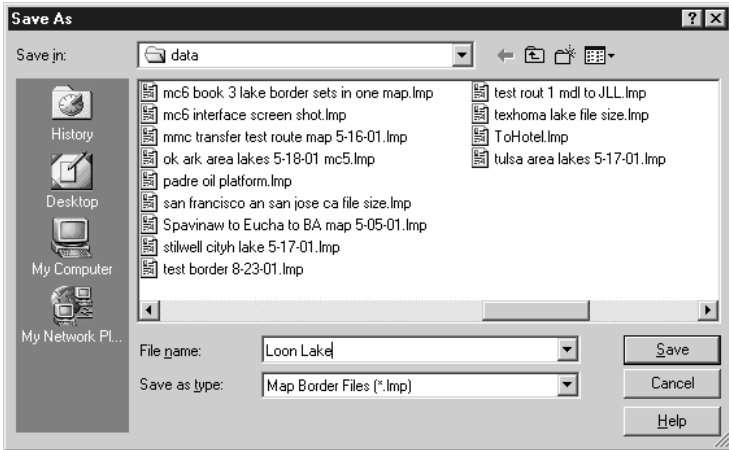 Save As
Save in:
data
History
Desktop
My Computer
My Network Pl...
mc6 book 3 lake border sets in one map.lmp
mc6 interface screen shot.lmp
mmc transfer test route map 5-16-01.lmp
ok ark area lakes 5-18-01 mc5.lmp
padre oil platform.lmp
san francisco an san jose ca file size.lmp
Spavinaw to Eucha to BA map 5-05-01.lmp
stilwell cityh lake 5-17-01.lmp
test border 8-23-01.lmp
test rout 1 mdl to JLL.lmp
texhoma lake file size.lmp
ToHotel.lmp
tulsa area lakes 5-17-01.lmp
File name:
Loon Lake
Save
Save as type:
Map Border Files (*.lmp)
Cancel
Help